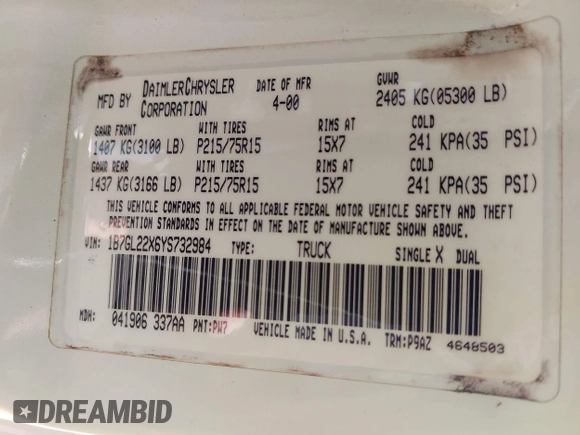 MFD BY DAIMLERCHRYSLER CORPORATION DATE OF MFR 4-00 GVWR 2405 KG(05300 LB)
GAWR FRONT WITH TIRES RIMS AT COLD
1407 KG(3100 LB) P215/75R15 15X7 241 KPA(35 PSI)
GAWR REAR WITH TIRES RIMS AT COLD
1437 KG(3166 LB) P215/75R15 15X7 241 KPA(35 PSI)
THIS VEHICLE CONFORMS TO ALL APPLICABLE FEDERAL MOTOR VEHICLE SAFETY AND THEFT
PREVENTION STANDARDS IN EFFECT ON THE DATE OF MANUFACTURE SHOWN ABOVE.
VIN: 1B7GL22X6YS732984 TYPE: TRUCK SINGLE X DUAL
MDH: 041906 337AA PNT:PW7 VEHICLE MADE IN U.S.A. TRM:P9AZ 4648503
DREAMBID